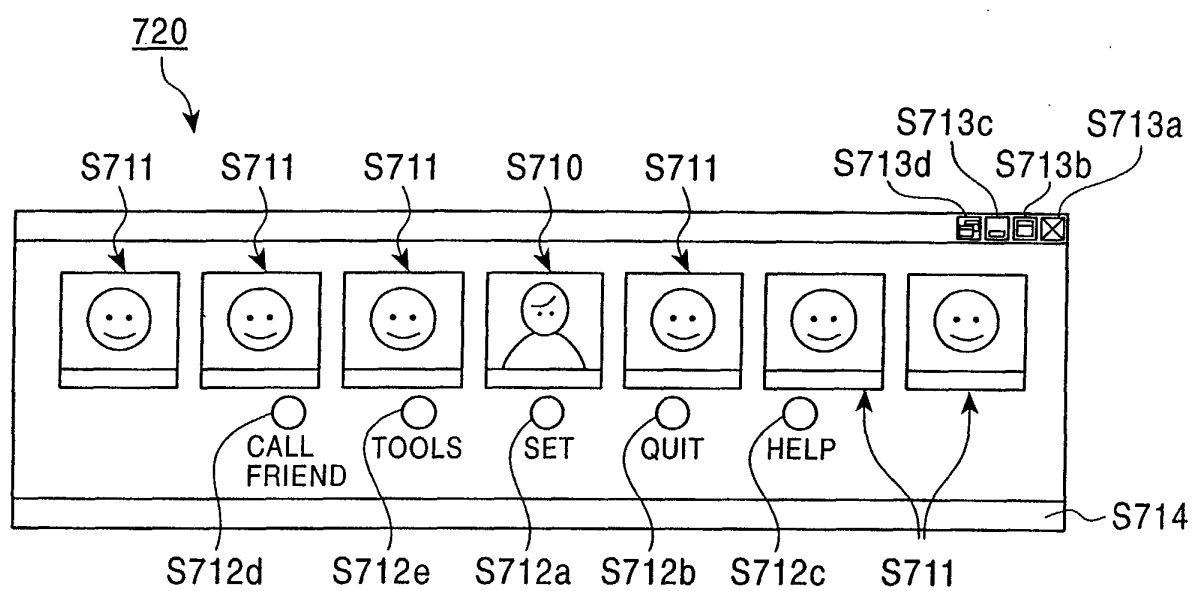 720
S713c
S713a
S713d
S713b
S711
S711
S711
S710
S711
CALL
FRIEND
TOOLS
SET
QUIT
HELP
S714
S712d
S712e
S712a
S712b
S712c
S711